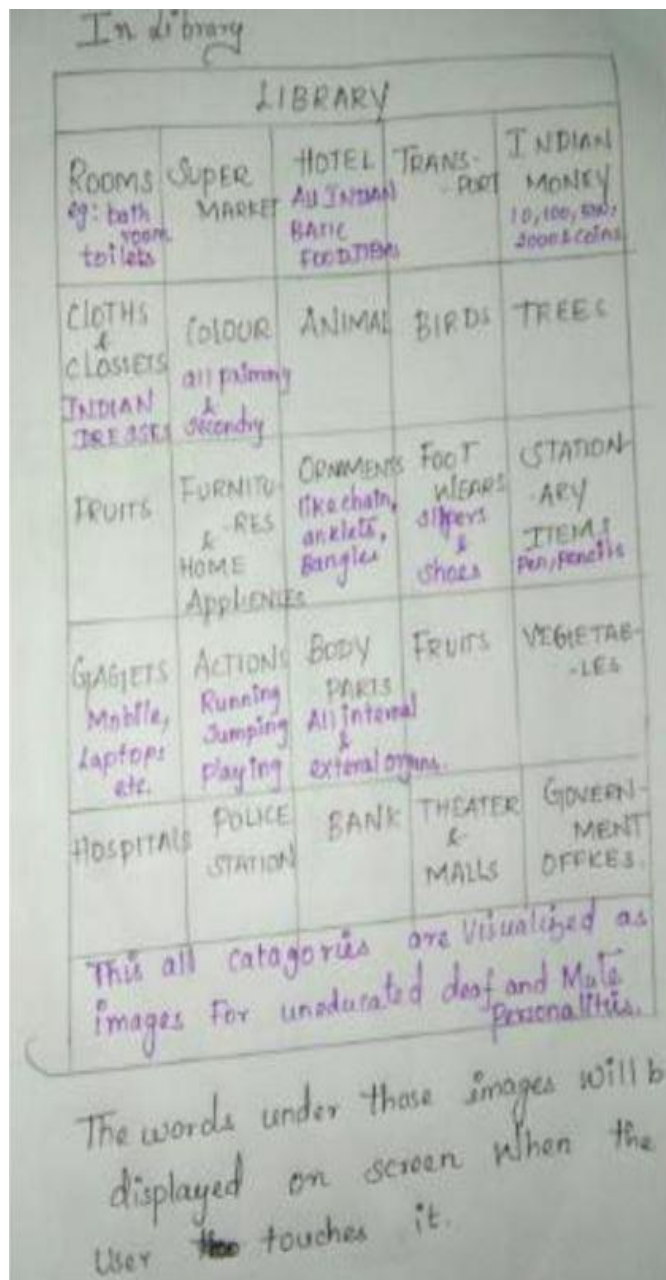 In Library
LIBRARY
ROOMS
eg: bath
room
toilets
SUPER
MARKET
HOTEL
All INDIAN
BASIC
FOOD ITEMS
TRANS-
PORT
INDIAN
MONEY
10, 100, 500,
2000 & coins
CLOTHS
&
CLOSSETS
INDIAN
DRESSES
COLOUR
all primary
&
secondry
ANIMAL
BIRDS
TREES
FRUITS
FURNITU-
-RES
&
HOME
AppliENCES
ORNMENTS
like chain,
anklets,
Bangles
FOOT
WEARS
slipers
&
shoes
STATION-
-ARY
ITEMS
Pen, Pencils
GAGJETS
Mobile,
Laptops
etc.
ACTIONS
Running
Jumping
playing
BODY
PARTS
All internal
&
external organs.
FRUITS
VEGIETAB-
-LES
HOSPITALS
POLICE
STATION
BANK
THEATER
&
MALLS
GOVERN-
MENT
OFFICES.
This all catagories are Visualized as
images For uneducated deaf and Mute
Personalities.
The words under those images will b
displayed on screen when the
User touches it.